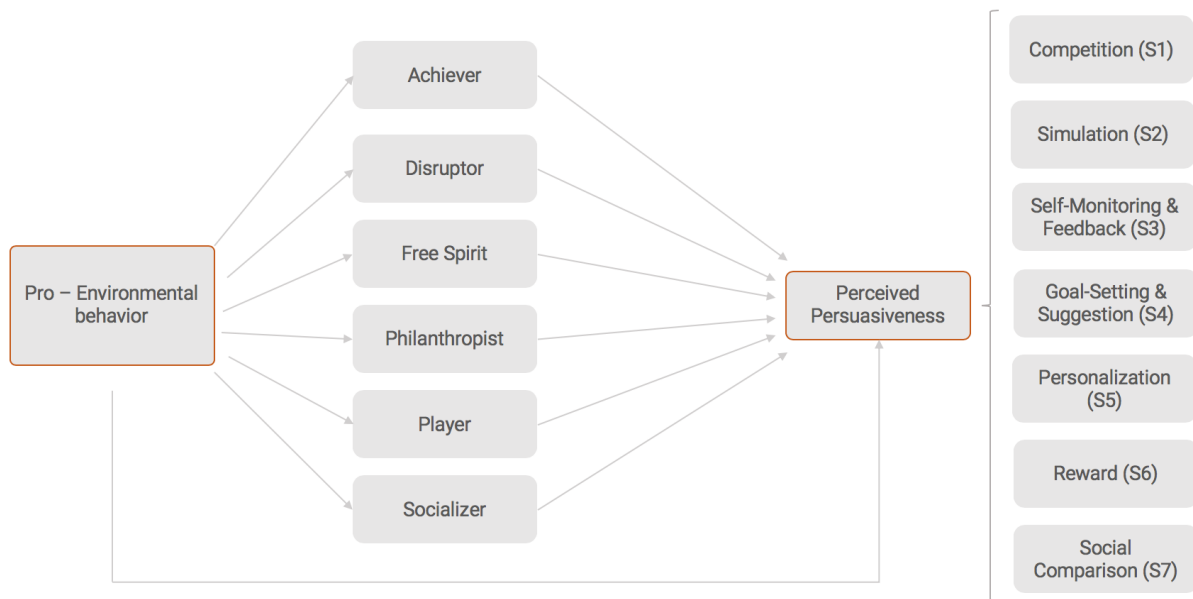 Pro – Environmental
behavior
Achiever
Disruptor
Free Spirit
Philanthropist
Player
Socializer
Perceived
Persuasiveness
Competition (S1)
Simulation (S2)
Self-Monitoring &
Feedback (S3)
Goal-Setting &
Suggestion (S4)
Personalization
(S5)
Reward (S6)
Social
Comparison (S7)